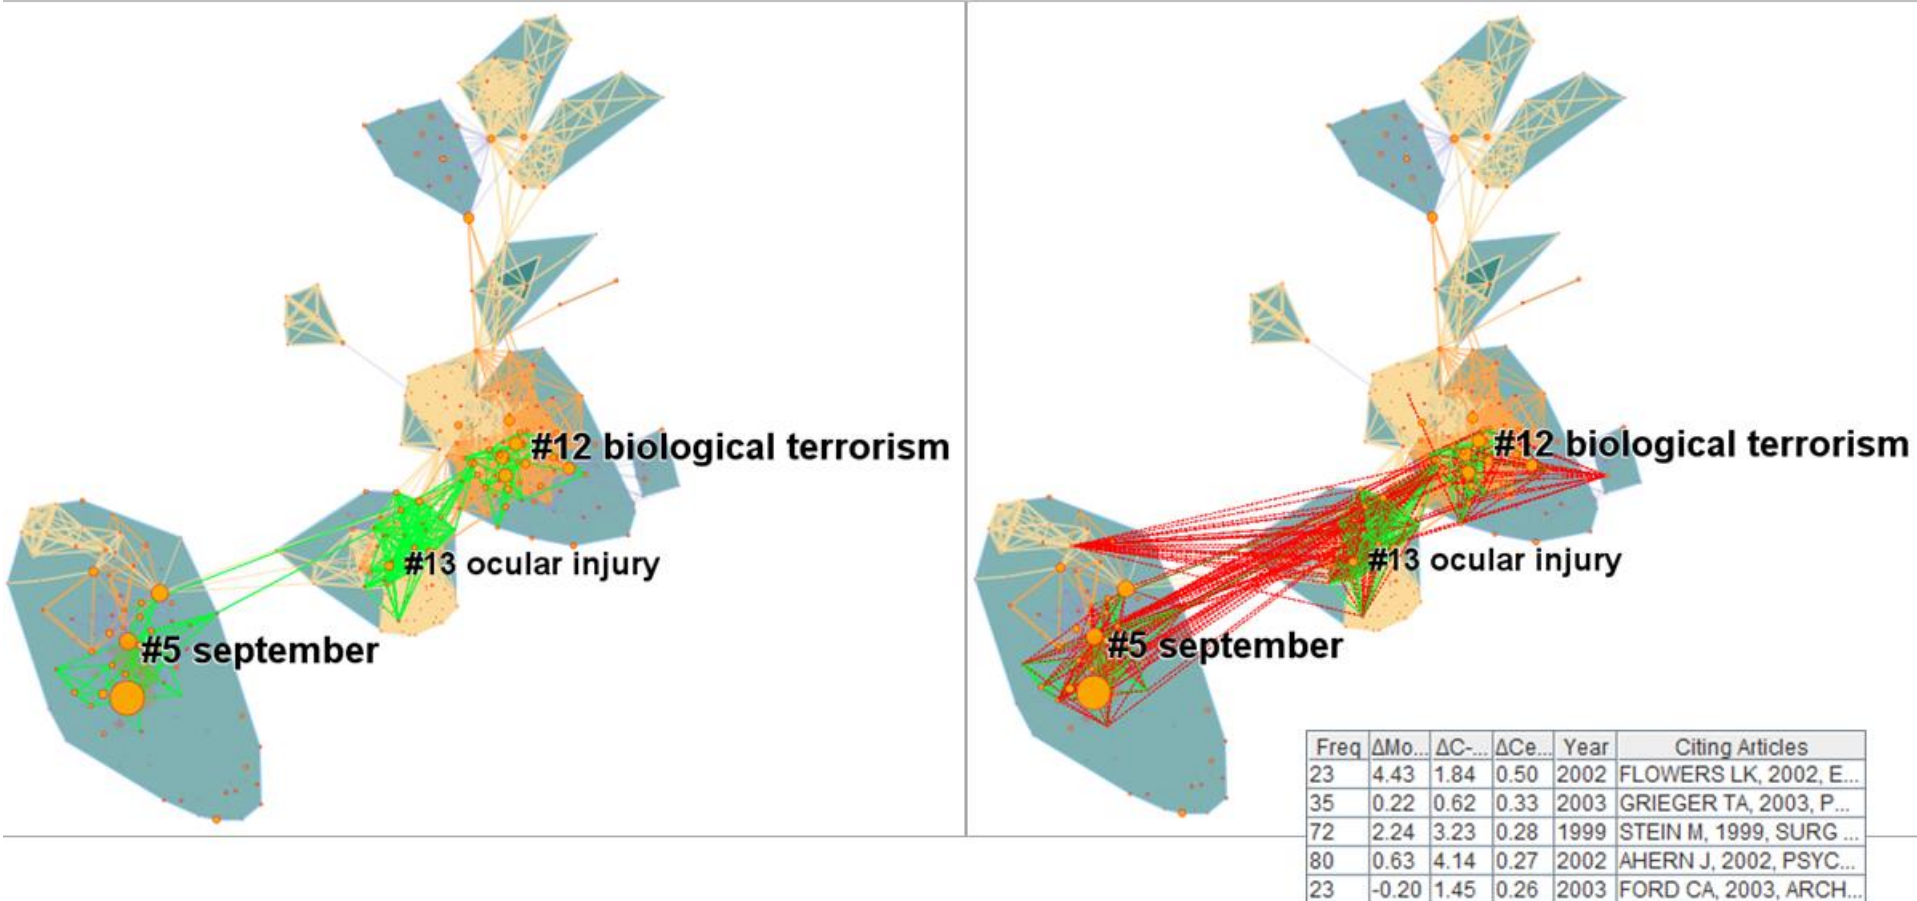 #12 biological terrorism
#13 ocular injury
#5 september
#12 biological terrorism
#13 ocular injury
#5 september
Freq ΔMo... ΔC-... ΔCe... Year Citing Articles
23 4.43 1.84 0.50 2002 FLOWERS LK, 2002, E...
35 0.22 0.62 0.33 2003 GRIEGER TA, 2003, P...
72 2.24 3.23 0.28 1999 STEIN M, 1999, SURG ...
80 0.63 4.14 0.27 2002 AHERN J, 2002, PSYC...
23 -0.20 1.45 0.26 2003 FORD CA, 2003, ARCH...